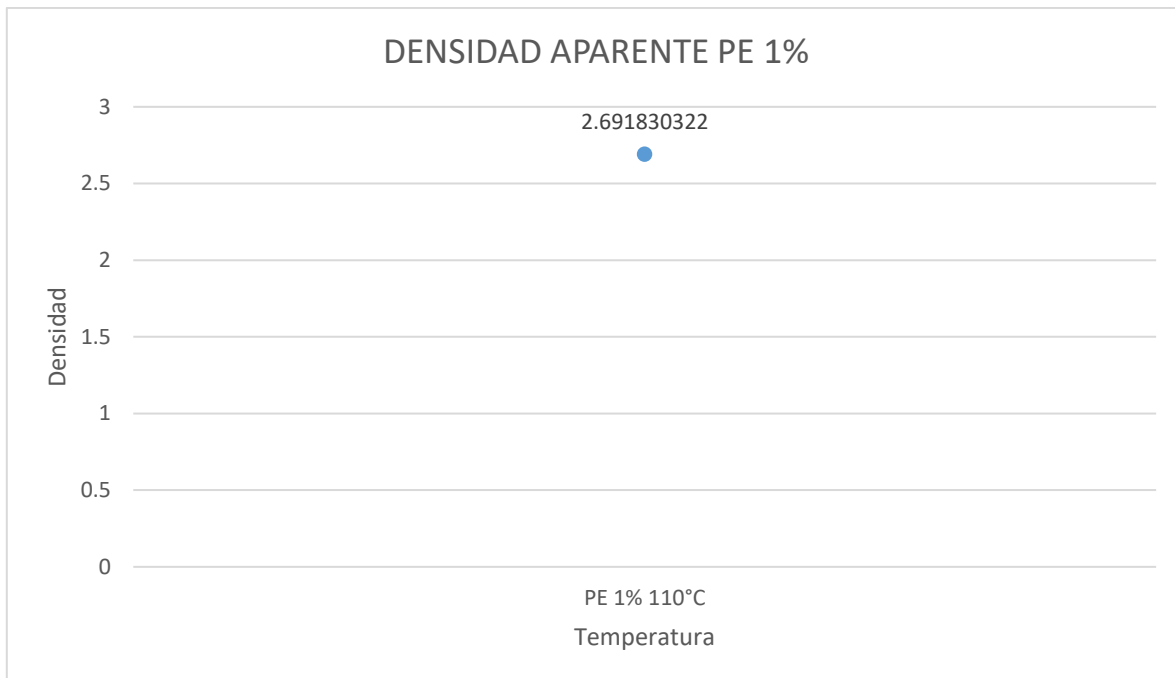 DENSIDAD APARENTE PE 1%
3
2.691830322
2.5
2
1.5
Densidad
1
0.5
0
PE 1% 110°C
Temperatura